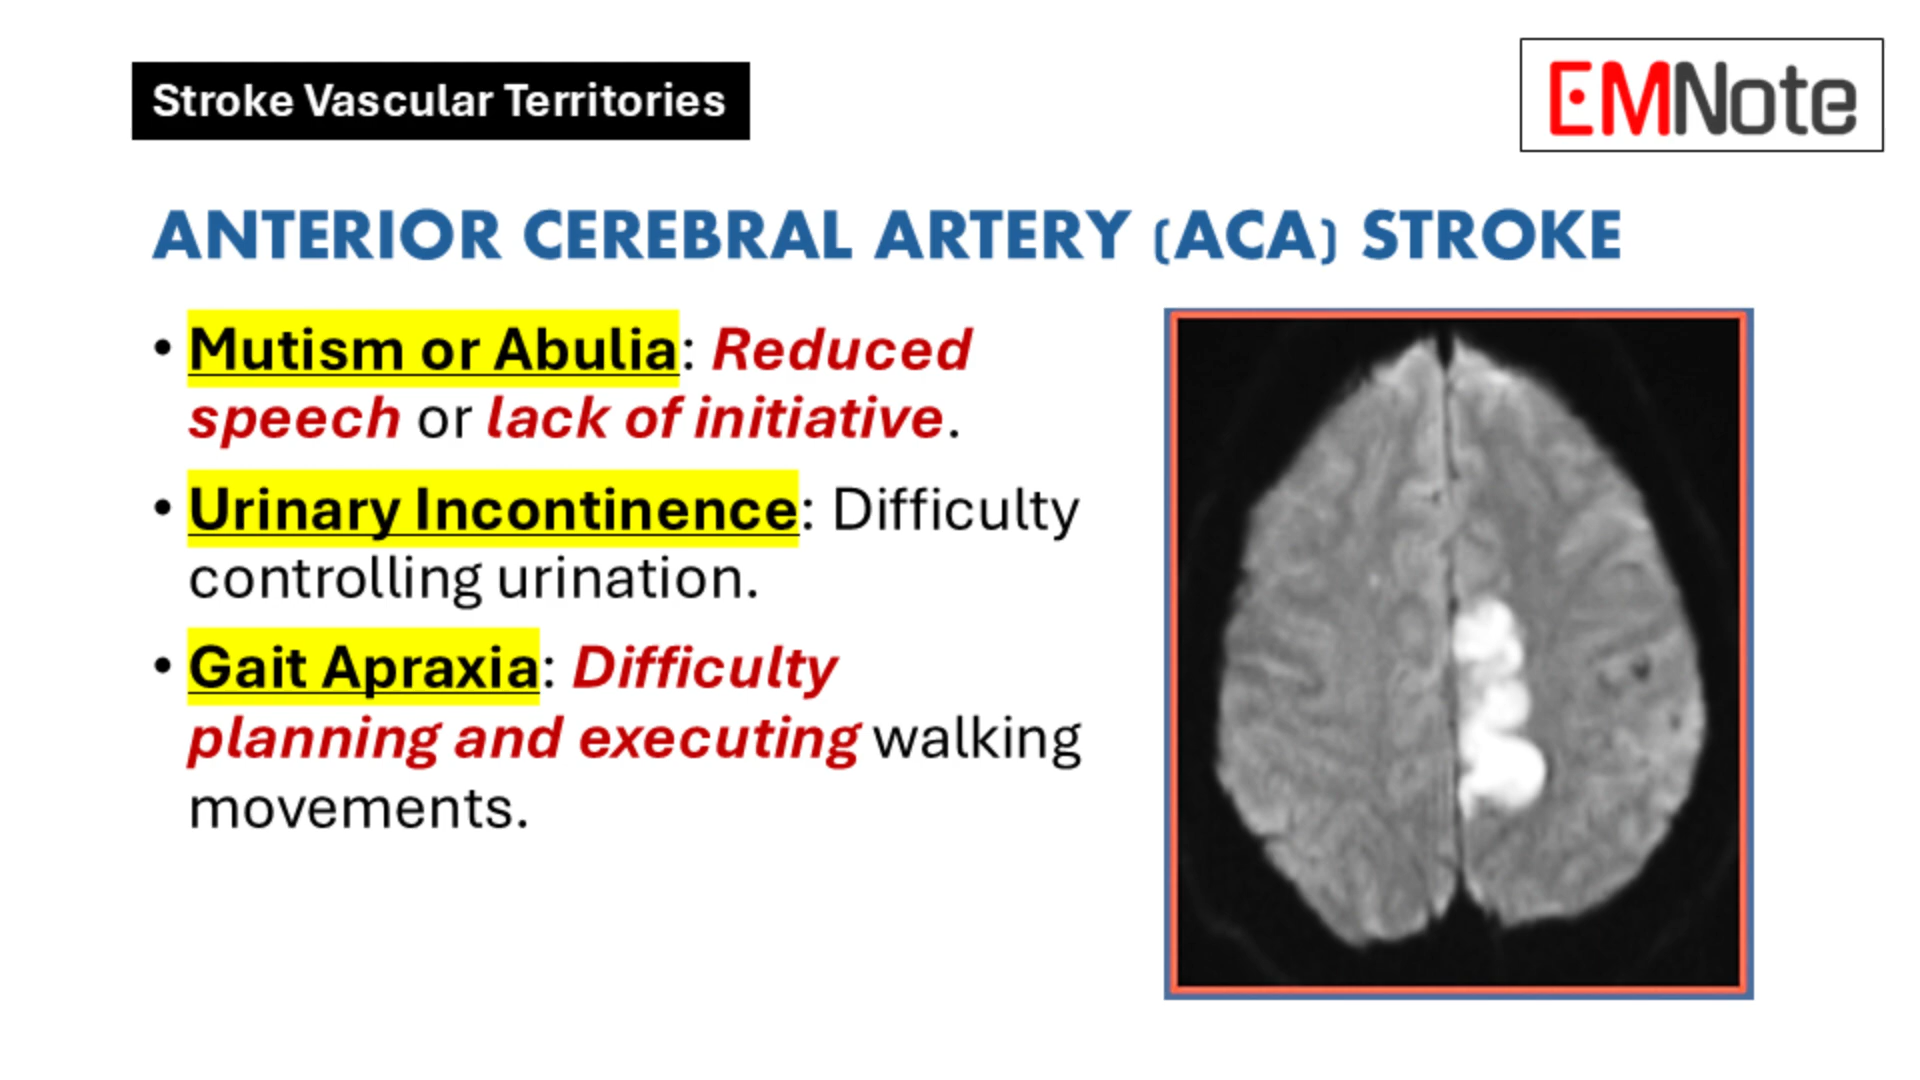 Stroke Vascular Territories
EMNote
ANTERIOR CEREBRAL ARTERY (ACA) STROKE
• Mutism or Abulia: Reduced
speech or lack of initiative.
• Urinary Incontinence: Difficulty
controlling urination.
• Gait Apraxia: Difficulty
planning and executing walking
movements.